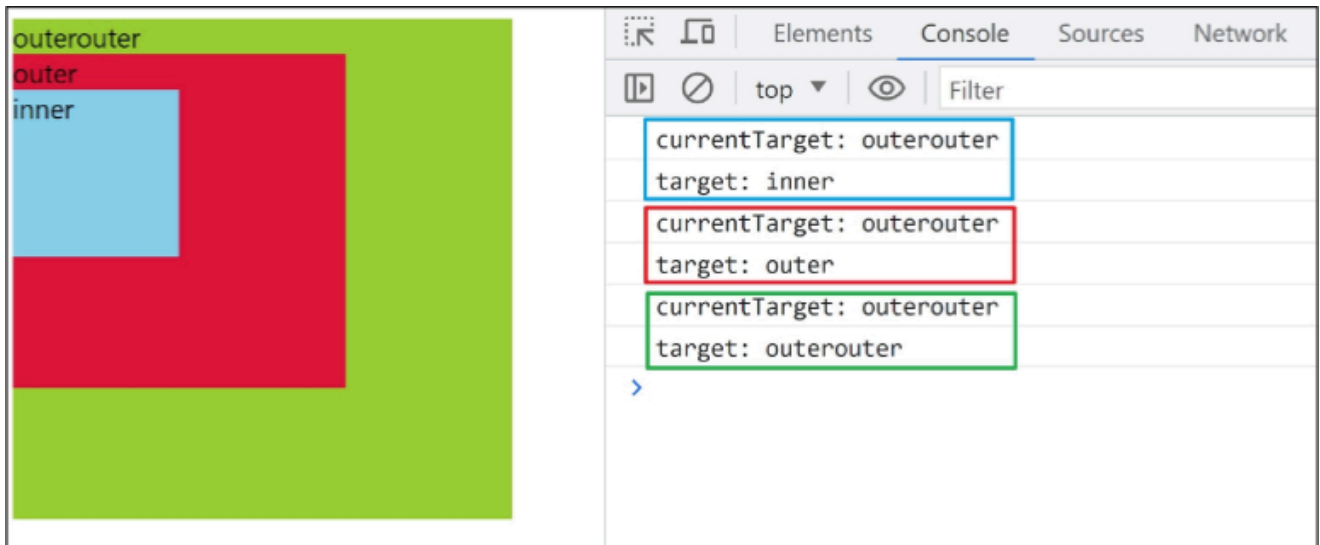 outerouter
outer
inner
Elements Console Sources Network
top Filter
currentTarget: outerouter
target: inner
currentTarget: outerouter
target: outer
currentTarget: outerouter
target: outerouter